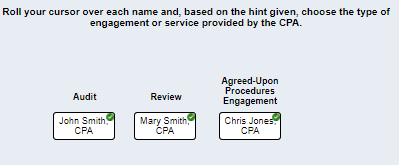 Roll your cursor over each name and, based on the hint given, choose the type of
engagement or service provided by the CPA.
Audit
Review
Agreed-Upon
Procedures
Engagement
John Smith,
CPA
Mary Smith,
CPA
Chris Jones,
CPA